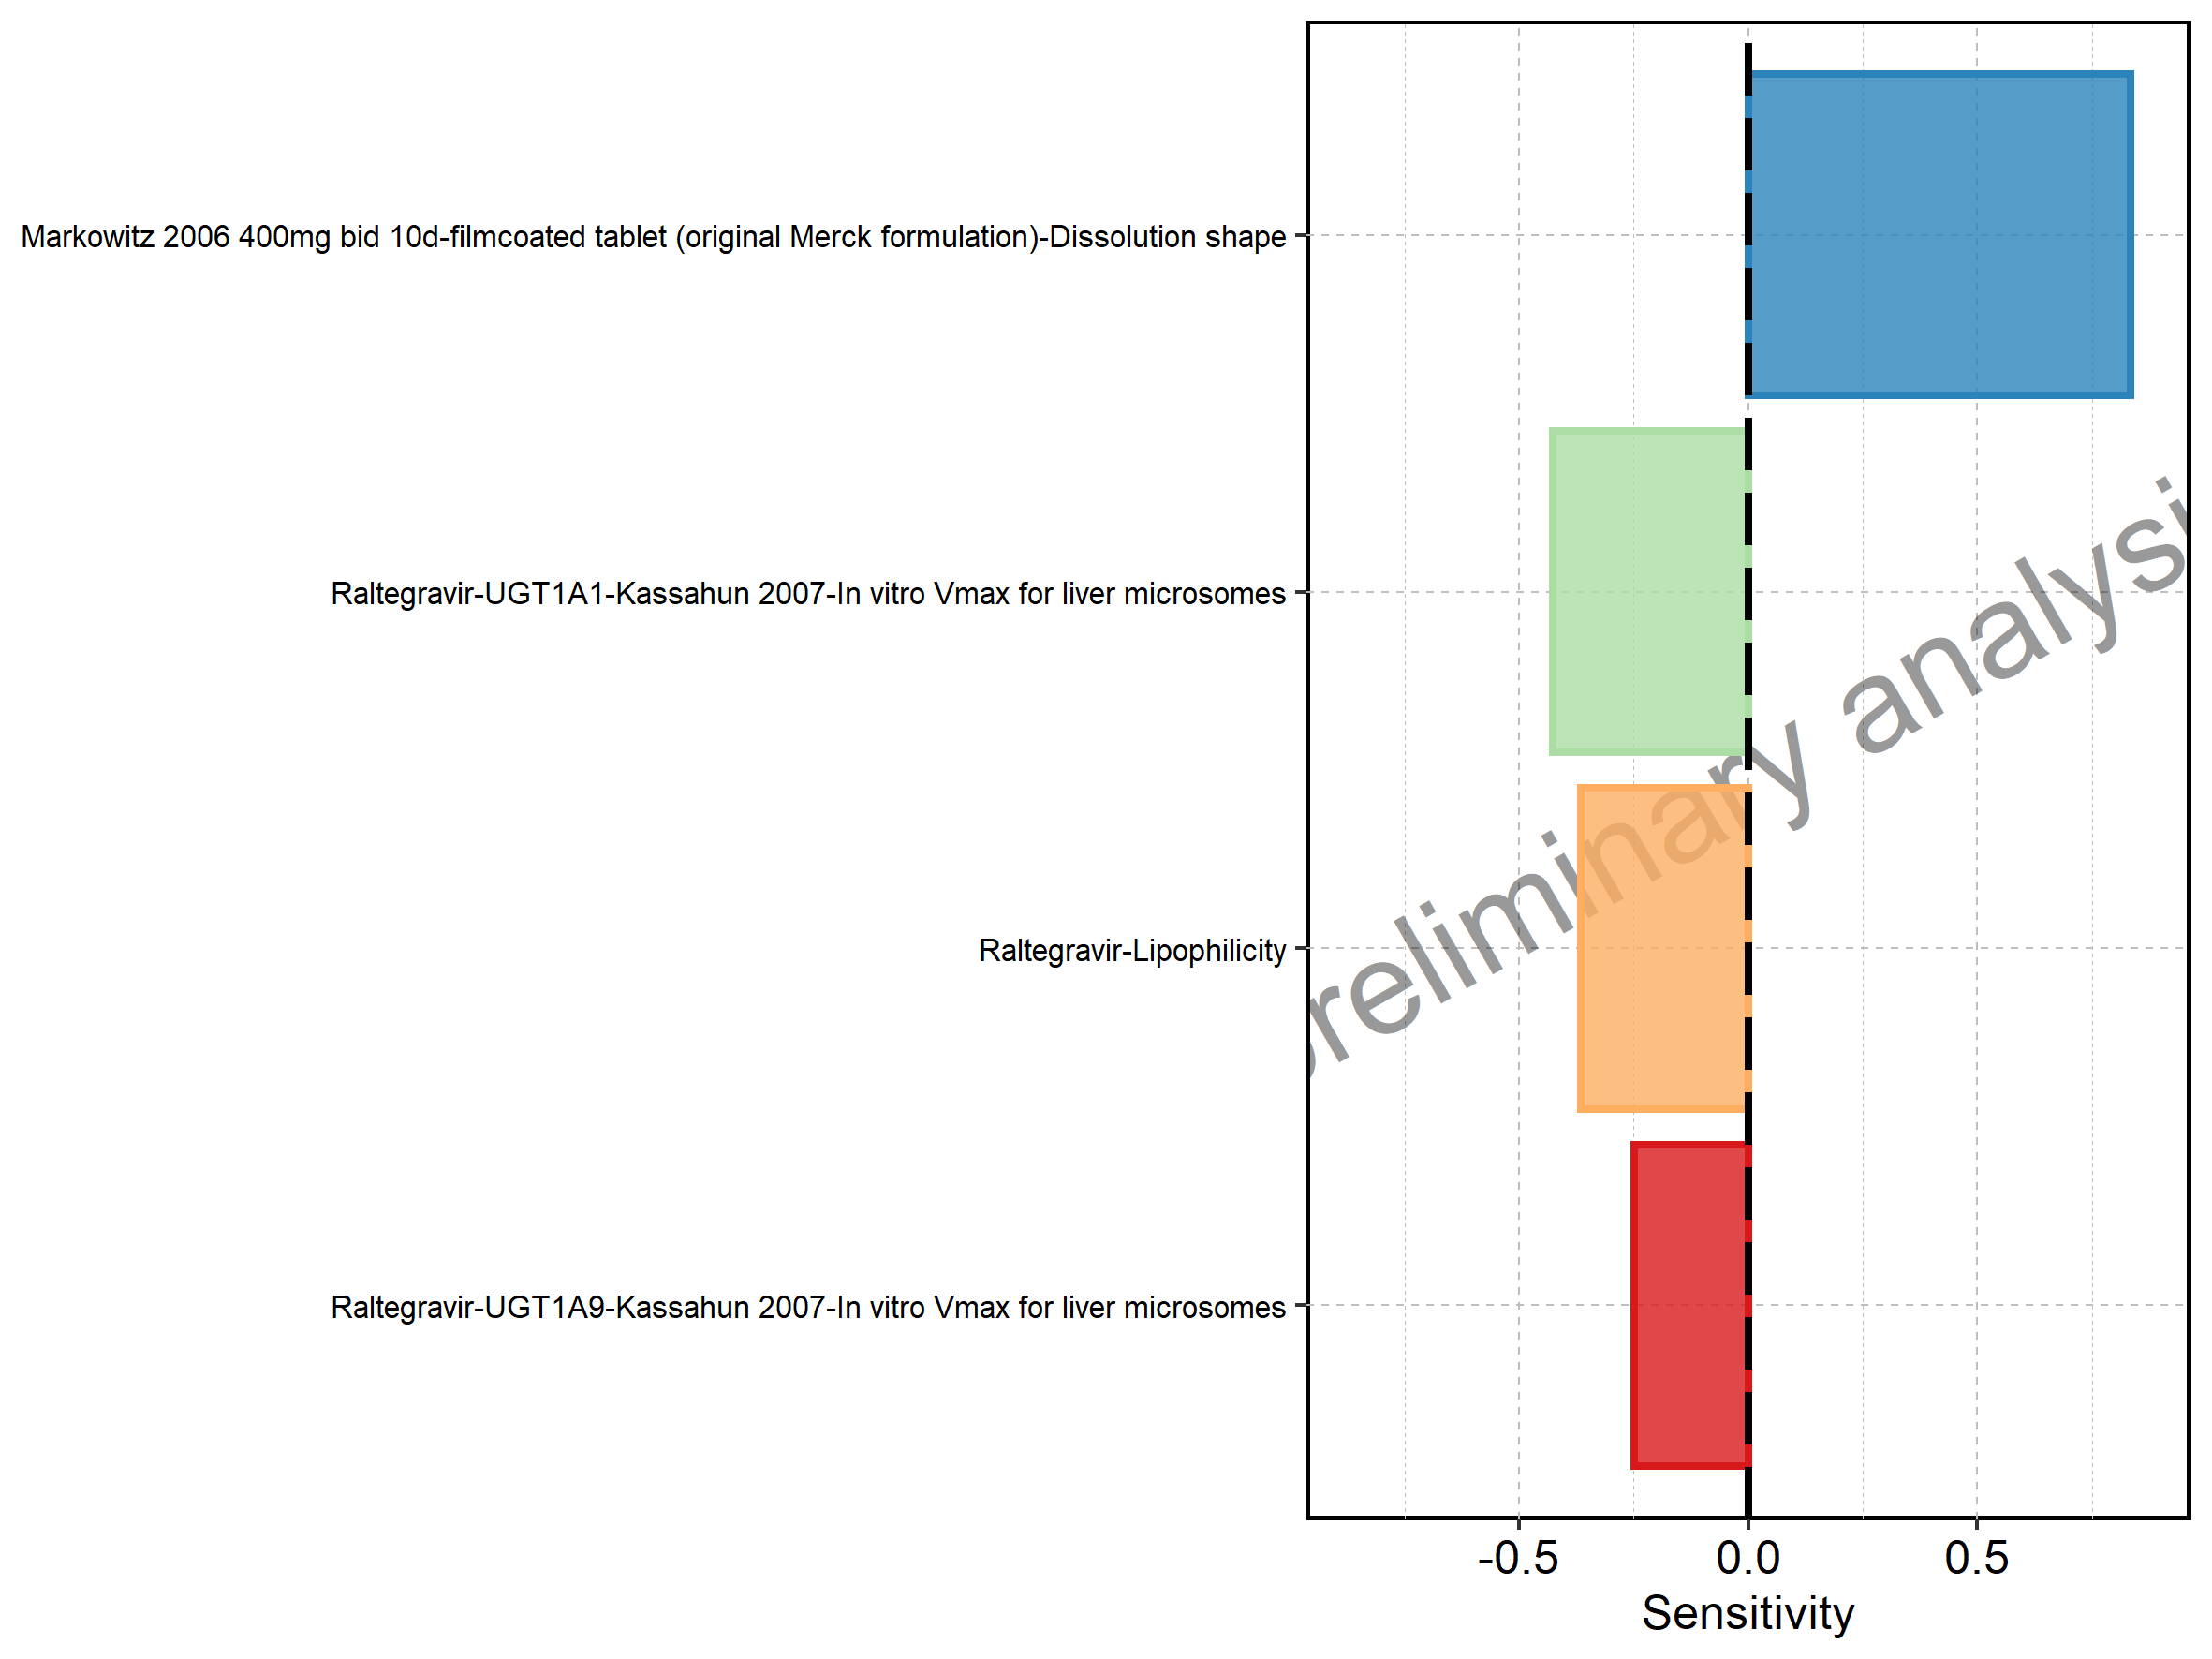 Markowitz 2006 400mg bid 10d-filmcoated tablet (original Merck formulation)-Dissolution shape
Raltegravir-UGT1A1-Kassahun 2007-In vitro Vmax for liver microsomes
Raltegravir-Lipophilicity
Raltegravir-UGT1A9-Kassahun 2007-In vitro Vmax for liver microsomes
preliminary analysi
-0.5 0.0 0.5
Sensitivity